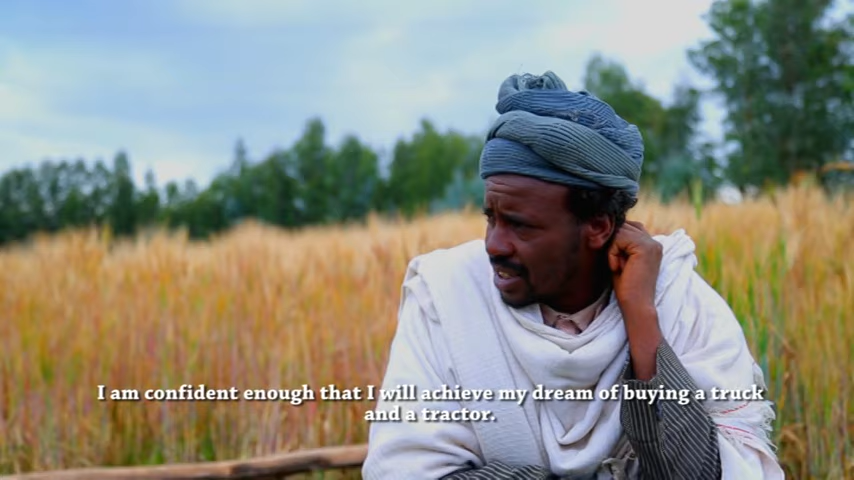 I am confident enough that I will achieve my dream of buying a truck
and a tractor.